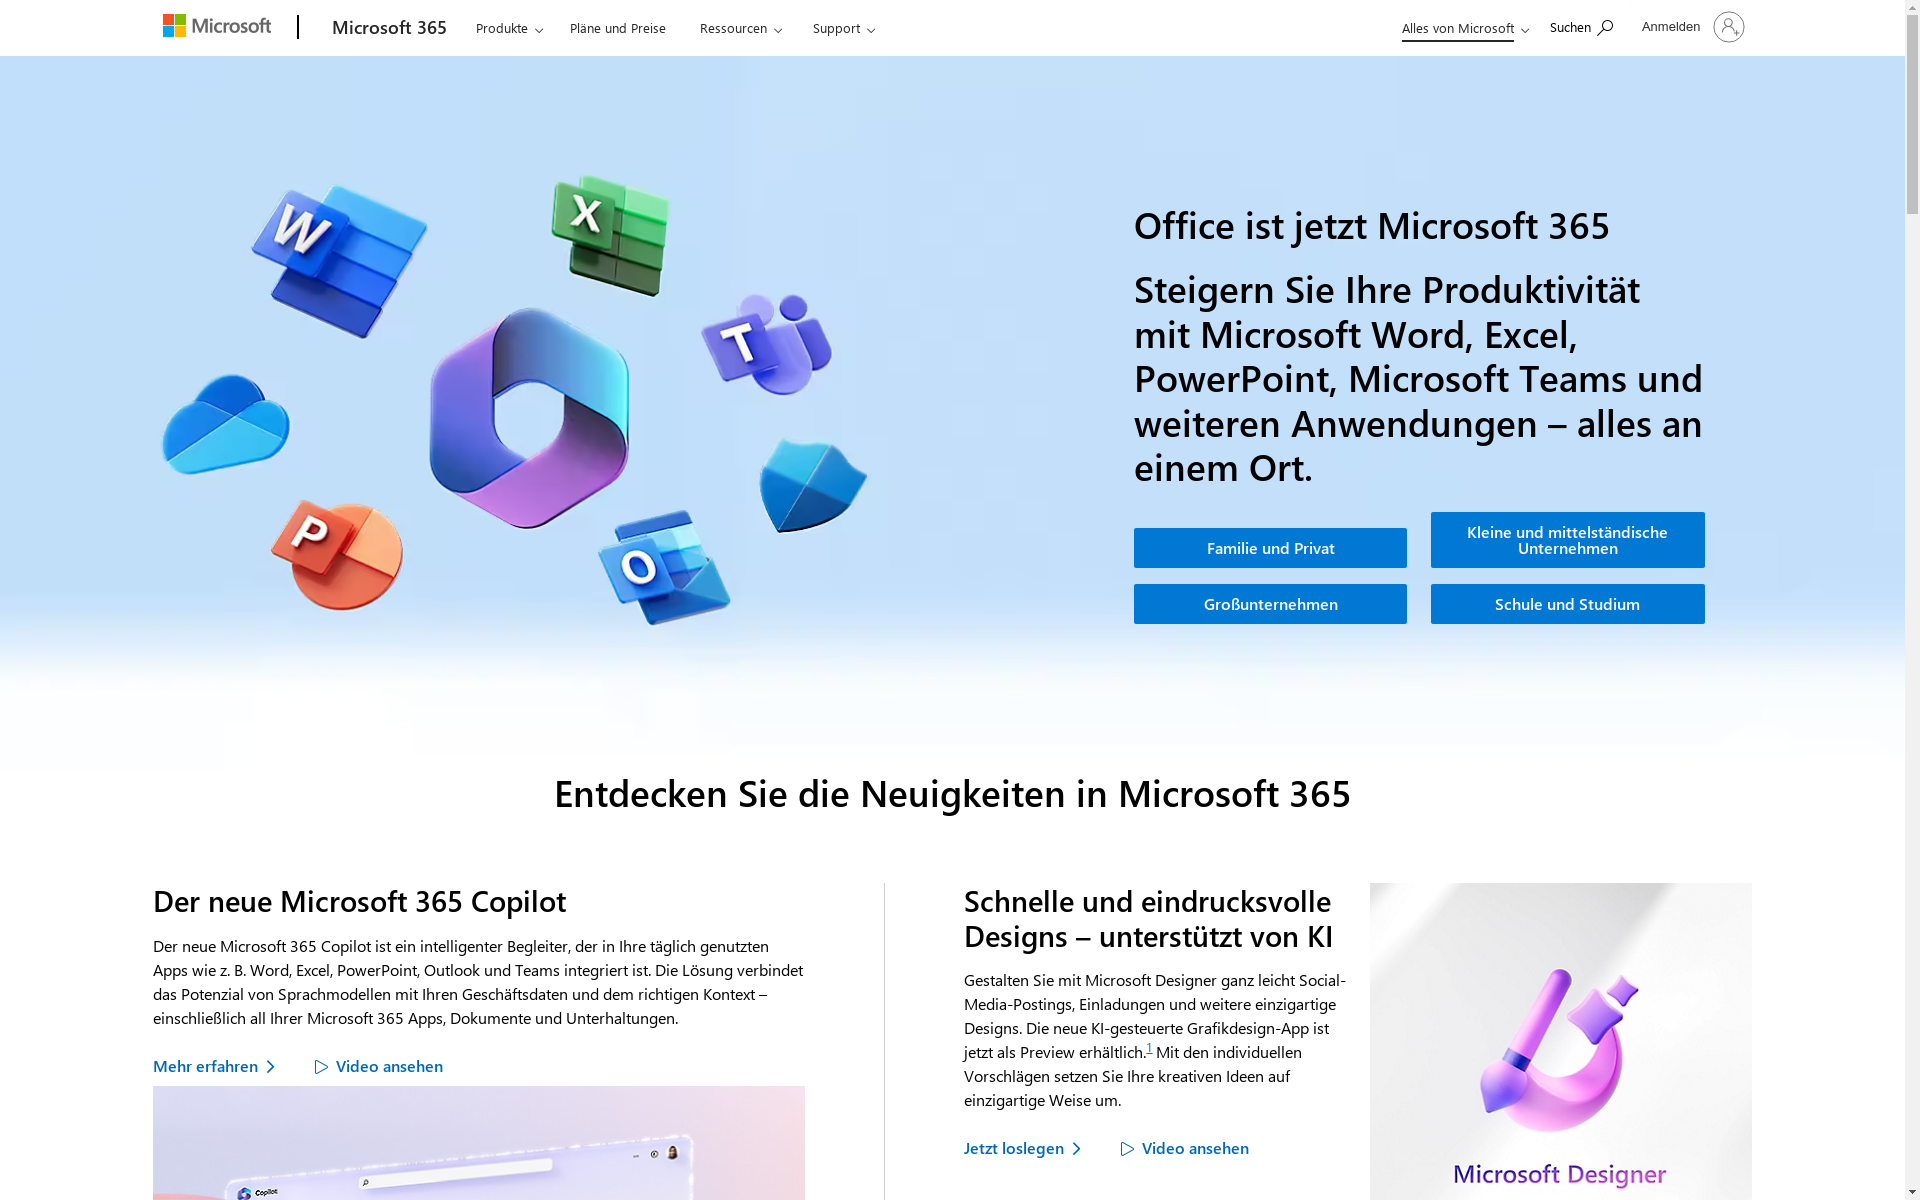 Microsoft
Microsoft 365
Produkte
Pläne und Preise
Ressourcen
Support
Alles von Microsoft
Suchen
Anmelden
W
X
T
P
O
Office ist jetzt Microsoft 365
Steigern Sie Ihre Produktivität
mit Microsoft Word, Excel,
PowerPoint, Microsoft Teams und
weiteren Anwendungen – alles an
einem Ort.
Familie und Privat
Kleine und mittelständische
Unternehmen
Großunternehmen
Schule und Studium
Entdecken Sie die Neuigkeiten in Microsoft 365
Der neue Microsoft 365 Copilot
Der neue Microsoft 365 Copilot ist ein intelligenter Begleiter, der in Ihre täglich genutzten
Apps wie z. B. Word, Excel, PowerPoint, Outlook und Teams integriert ist. Die Lösung verbindet
das Potenzial von Sprachmodellen mit Ihren Geschäftsdaten und dem richtigen Kontext –
einschließlich all Ihrer Microsoft 365 Apps, Dokumente und Unterhaltungen.
Mehr erfahren
Video ansehen
Copilot
Schnelle und eindrucksvolle
Designs – unterstützt von KI
Gestalten Sie mit Microsoft Designer ganz leicht Social-
Media-Postings, Einladungen und weitere einzigartige
Designs. Die neue KI-gesteuerte Grafikdesign-App ist
jetzt als Preview erhältlich.1 Mit den individuellen
Vorschlägen setzen Sie Ihre kreativen Ideen auf
einzigartige Weise um.
Jetzt loslegen
Video ansehen
Microsoft Designer